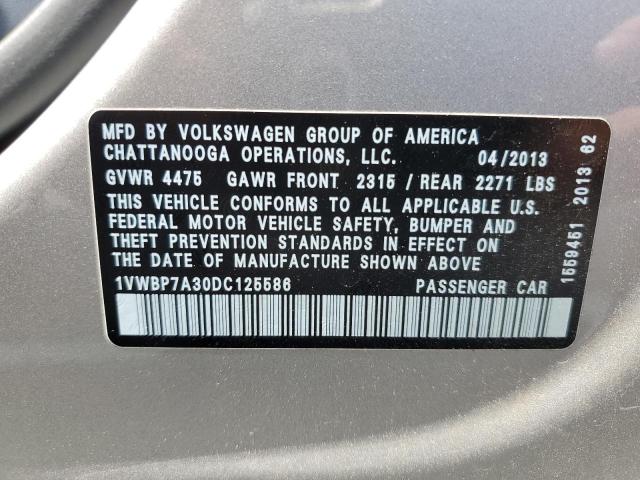 MFD BY VOLKSWAGEN GROUP OF AMERICA
CHATTANOOGA OPERATIONS, LLC. 04/2013
GVWR 4475 GAWR FRONT 2315 / REAR 2271 LBS
THIS VEHICLE CONFORMS TO ALL APPLICABLE U.S.
FEDERAL MOTOR VEHICLE SAFETY, BUMPER AND
THEFT PREVENTION STANDARDS IN EFFECT ON
THE DATE OF MANUFACTURE SHOWN ABOVE
1VWBP7A30DC125586 PASSENGER CAR
1559451 2013 62